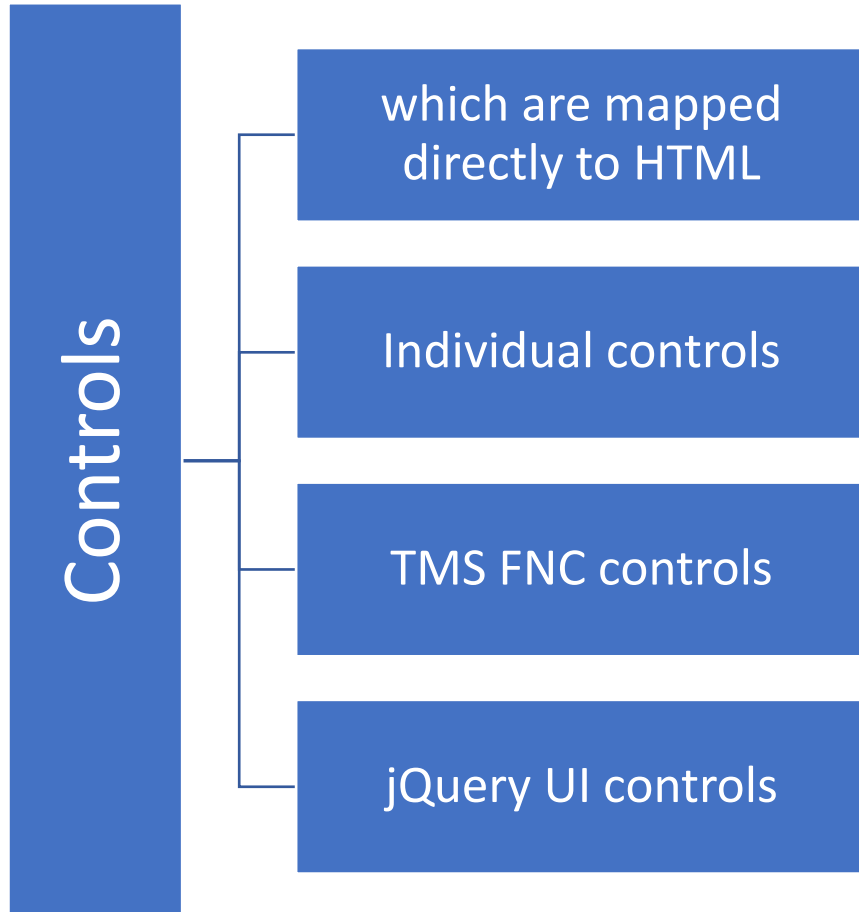 Controls
which are mapped
directly to HTML
Individual controls
TMS FNC controls
jQuery UI controls